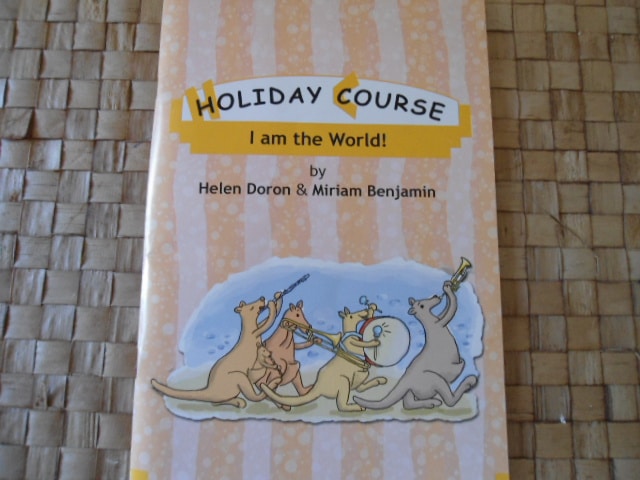 HOLIDAY COURSE
I am the World!
by
Helen Doron & Miriam Benjamin